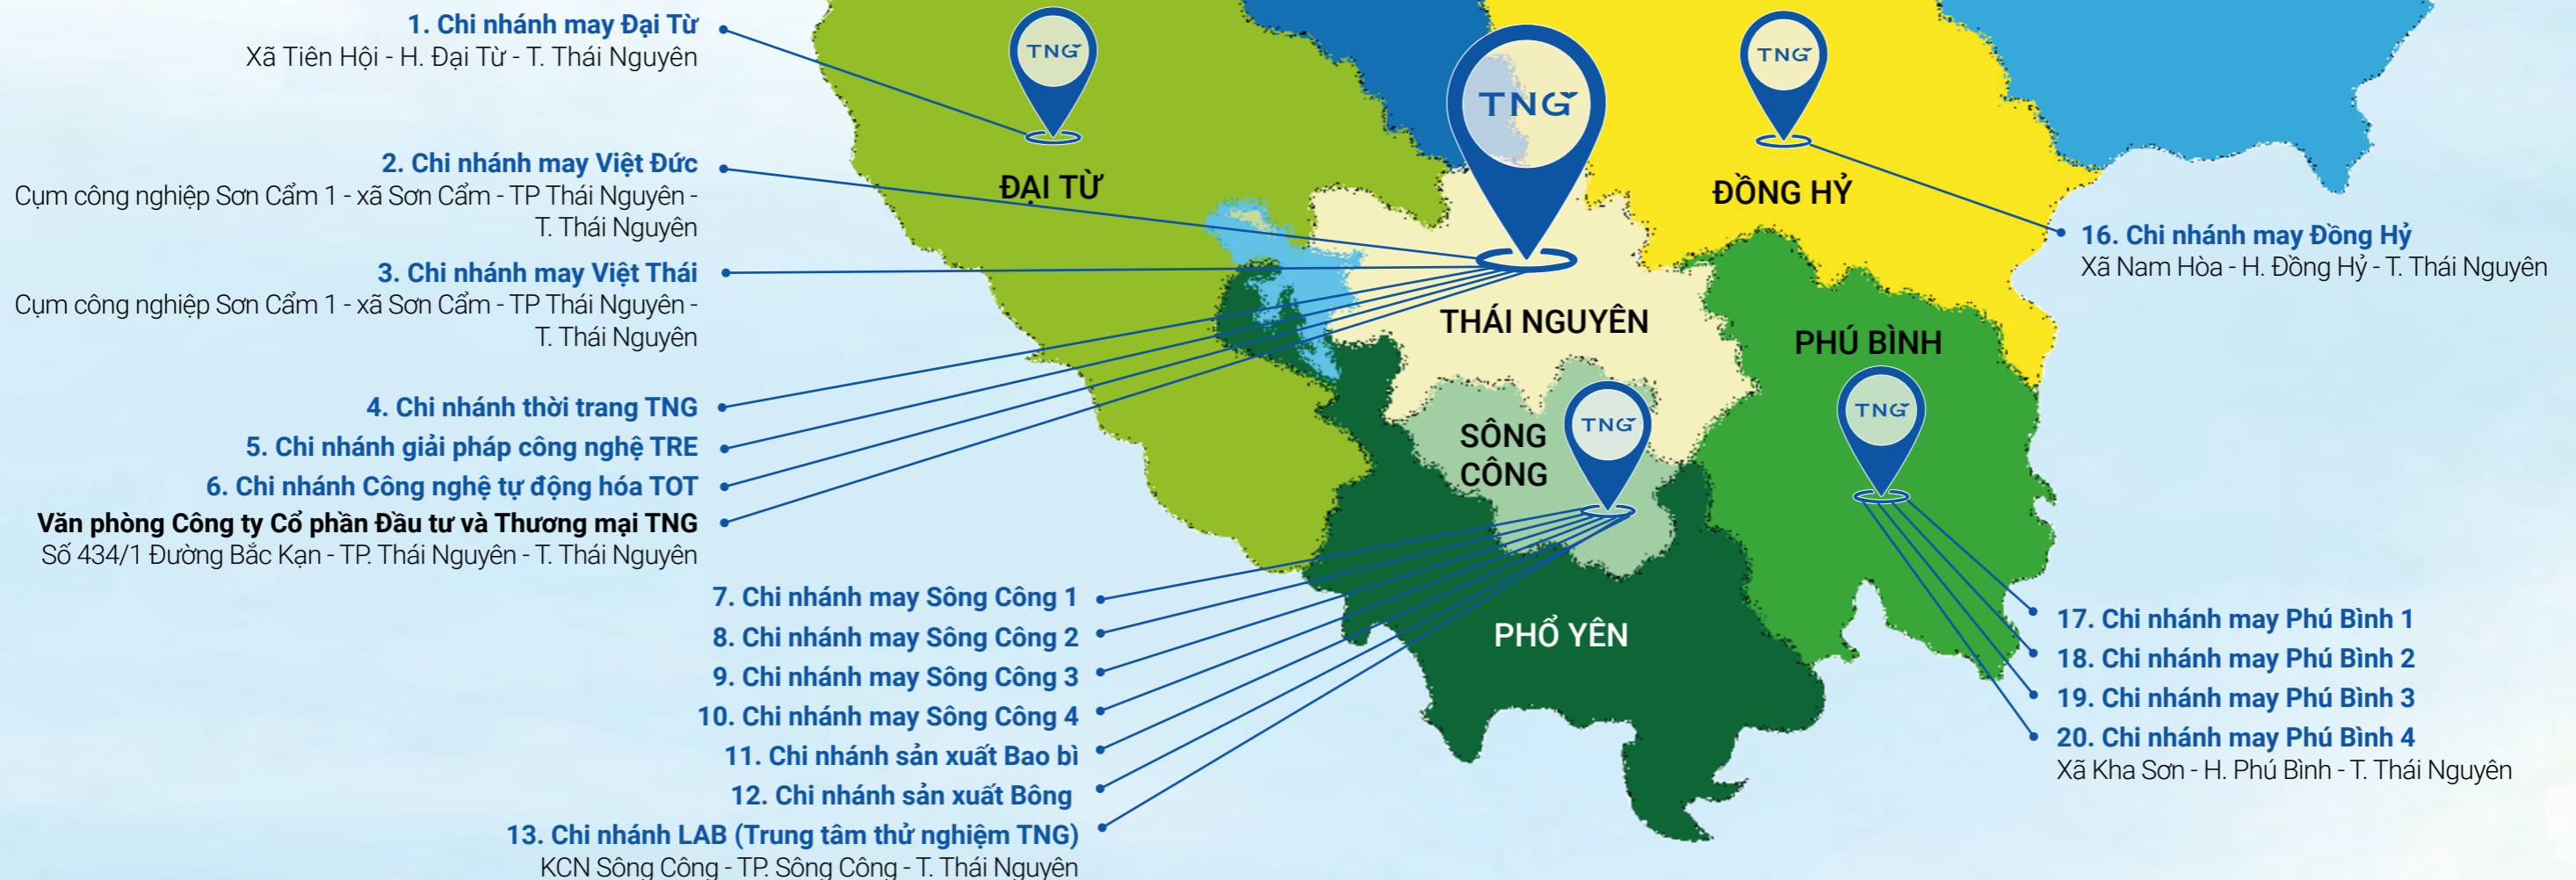 1. Chi nhánh may Đại Từ
Xã Tiên Hội - H. Đại Từ - T. Thái Nguyên
2. Chi nhánh may Việt Đức
Cụm công nghiệp Sơn Cẩm 1 - xã Sơn Cẩm - TP Thái Nguyên -
T. Thái Nguyên
3. Chi nhánh may Việt Thái
Cụm công nghiệp Sơn Cẩm 1 - xã Sơn Cẩm - TP Thái Nguyên -
T. Thái Nguyên
4. Chi nhánh thời trang TNG
5. Chi nhánh giải pháp công nghệ TRE
6. Chi nhánh Công nghệ tự động hóa TOT
Văn phòng Công ty Cổ phần Đầu tư và Thương mại TNG
Số 434/1 Đường Bắc Kạn - TP. Thái Nguyên - T. Thái Nguyên
7. Chi nhánh may Sông Công 1
8. Chi nhánh may Sông Công 2
9. Chi nhánh may Sông Công 3
10. Chi nhánh may Sông Công 4
11. Chi nhánh sản xuất Bao bì
12. Chi nhánh sản xuất Bông
13. Chi nhánh LAB (Trung tâm thử nghiệm TNG)
KCN Sông Công - TP. Sông Công - T. Thái Nguyên
TNG
ĐẠI TỪ
TNG
THÁI NGUYÊN
TNG
ĐỒNG HỶ
PHÚ BÌNH
TNG
SÔNG
CÔNG
TNG
PHỔ YÊN
16. Chi nhánh may Đồng Hỷ
Xã Nam Hòa - H. Đồng Hỷ - T. Thái Nguyên
17. Chi nhánh may Phú Bình 1
18. Chi nhánh may Phú Bình 2
19. Chi nhánh may Phú Bình 3
20. Chi nhánh may Phú Bình 4
Xã Kha Sơn - H. Phú Bình - T. Thái Nguyên